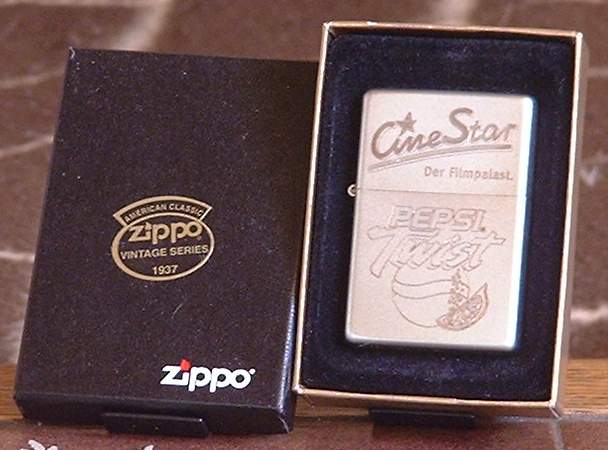 AMERICAN CLASSIC
Zippo
VINTAGE SERIES
1937
zippo
CineStar
Der Filmpalast.
PEPSI
Twist